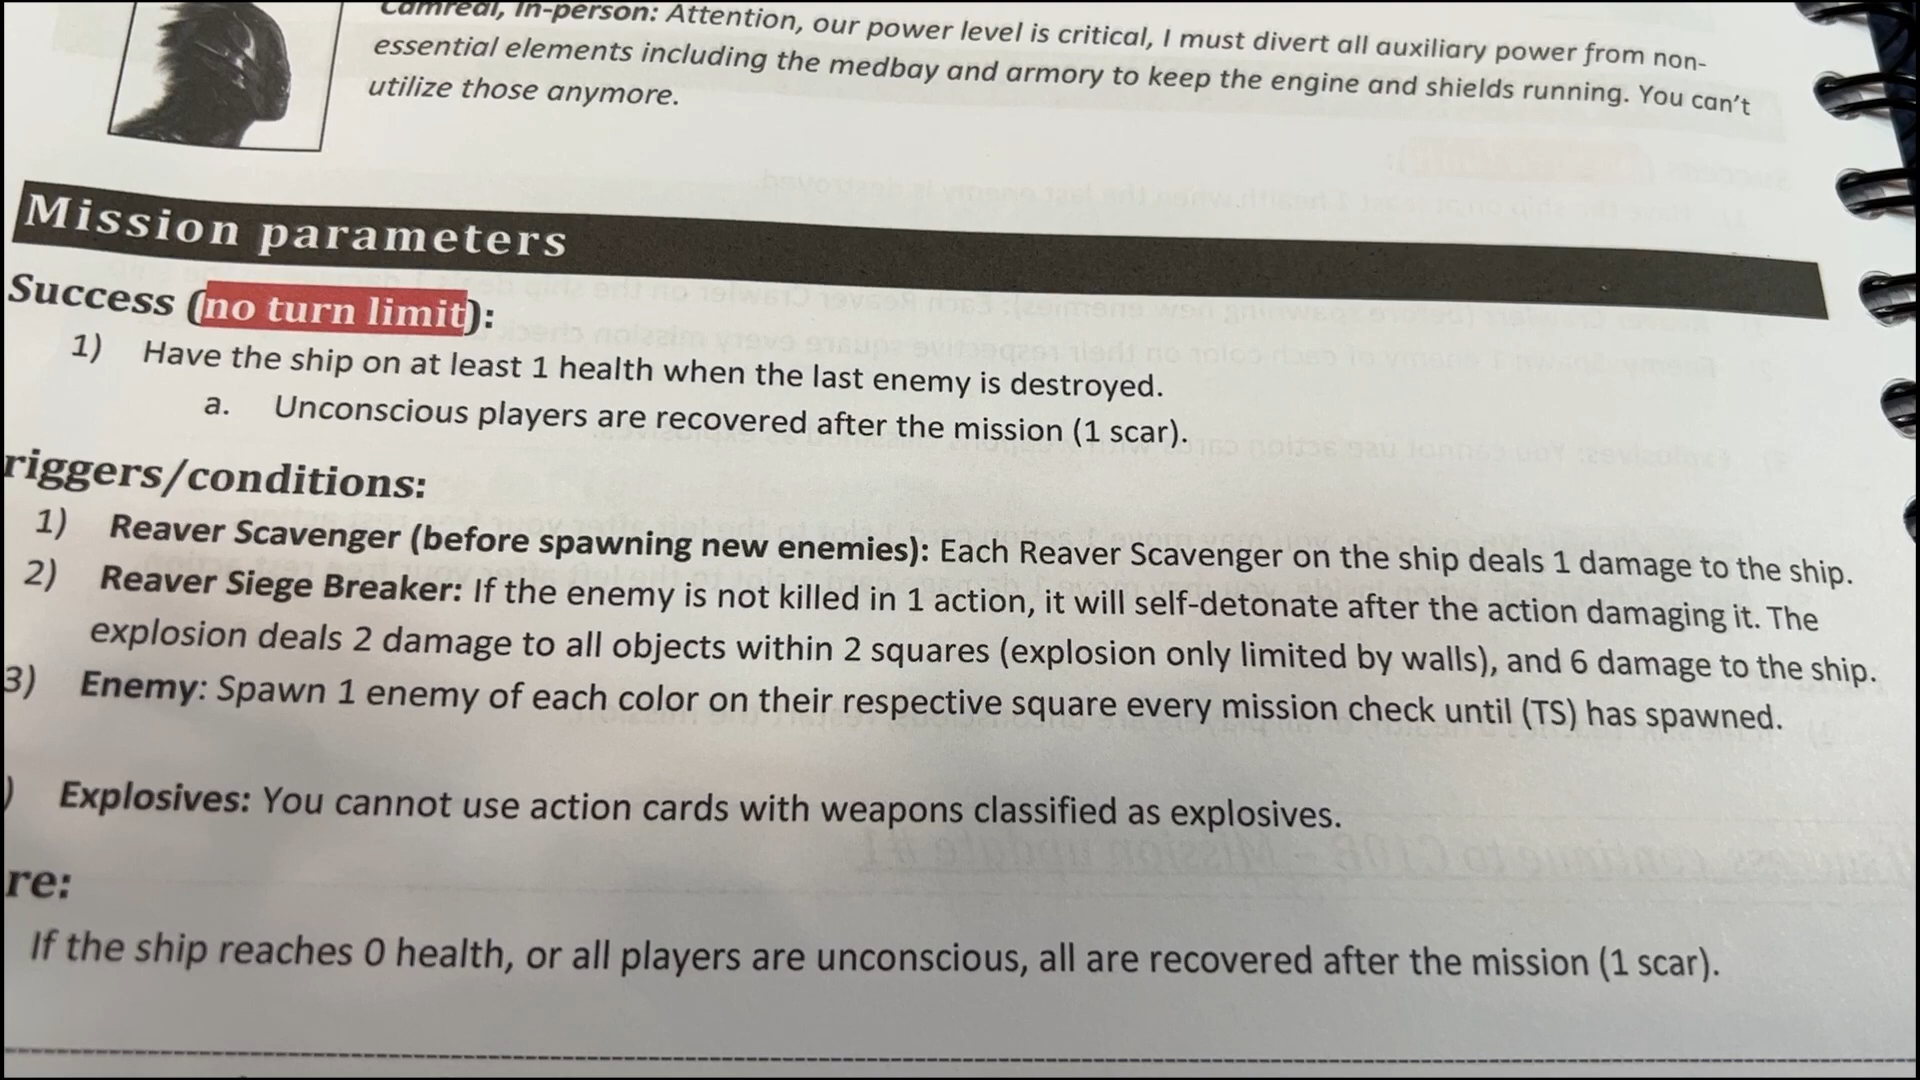 Camreal, In-person: Attention, our power level is critical, I must divert all auxiliary power from non-
essential elements including the medbay and armory to keep the engine and shields running. You can't
utilize those anymore.
Mission parameters
Success (no turn limit):
1) Have the ship on at least 1 health when the last enemy is destroyed.
a. Unconscious players are recovered after the mission (1 scar).
riggers/conditions:
1) Reaver Scavenger (before spawning new enemies): Each Reaver Scavenger on the ship deals 1 damage to the ship.
2) Reaver Siege Breaker: If the enemy is not killed in 1 action, it will self-detonate after the action damaging it. The
explosion deals 2 damage to all objects within 2 squares (explosion only limited by walls), and 6 damage to the ship.
3) Enemy: Spawn 1 enemy of each color on their respective square every mission check until (TS) has spawned.
) Explosives: You cannot use action cards with weapons classified as explosives.
re:
If the ship reaches 0 health, or all players are unconscious, all are recovered after the mission (1 scar).